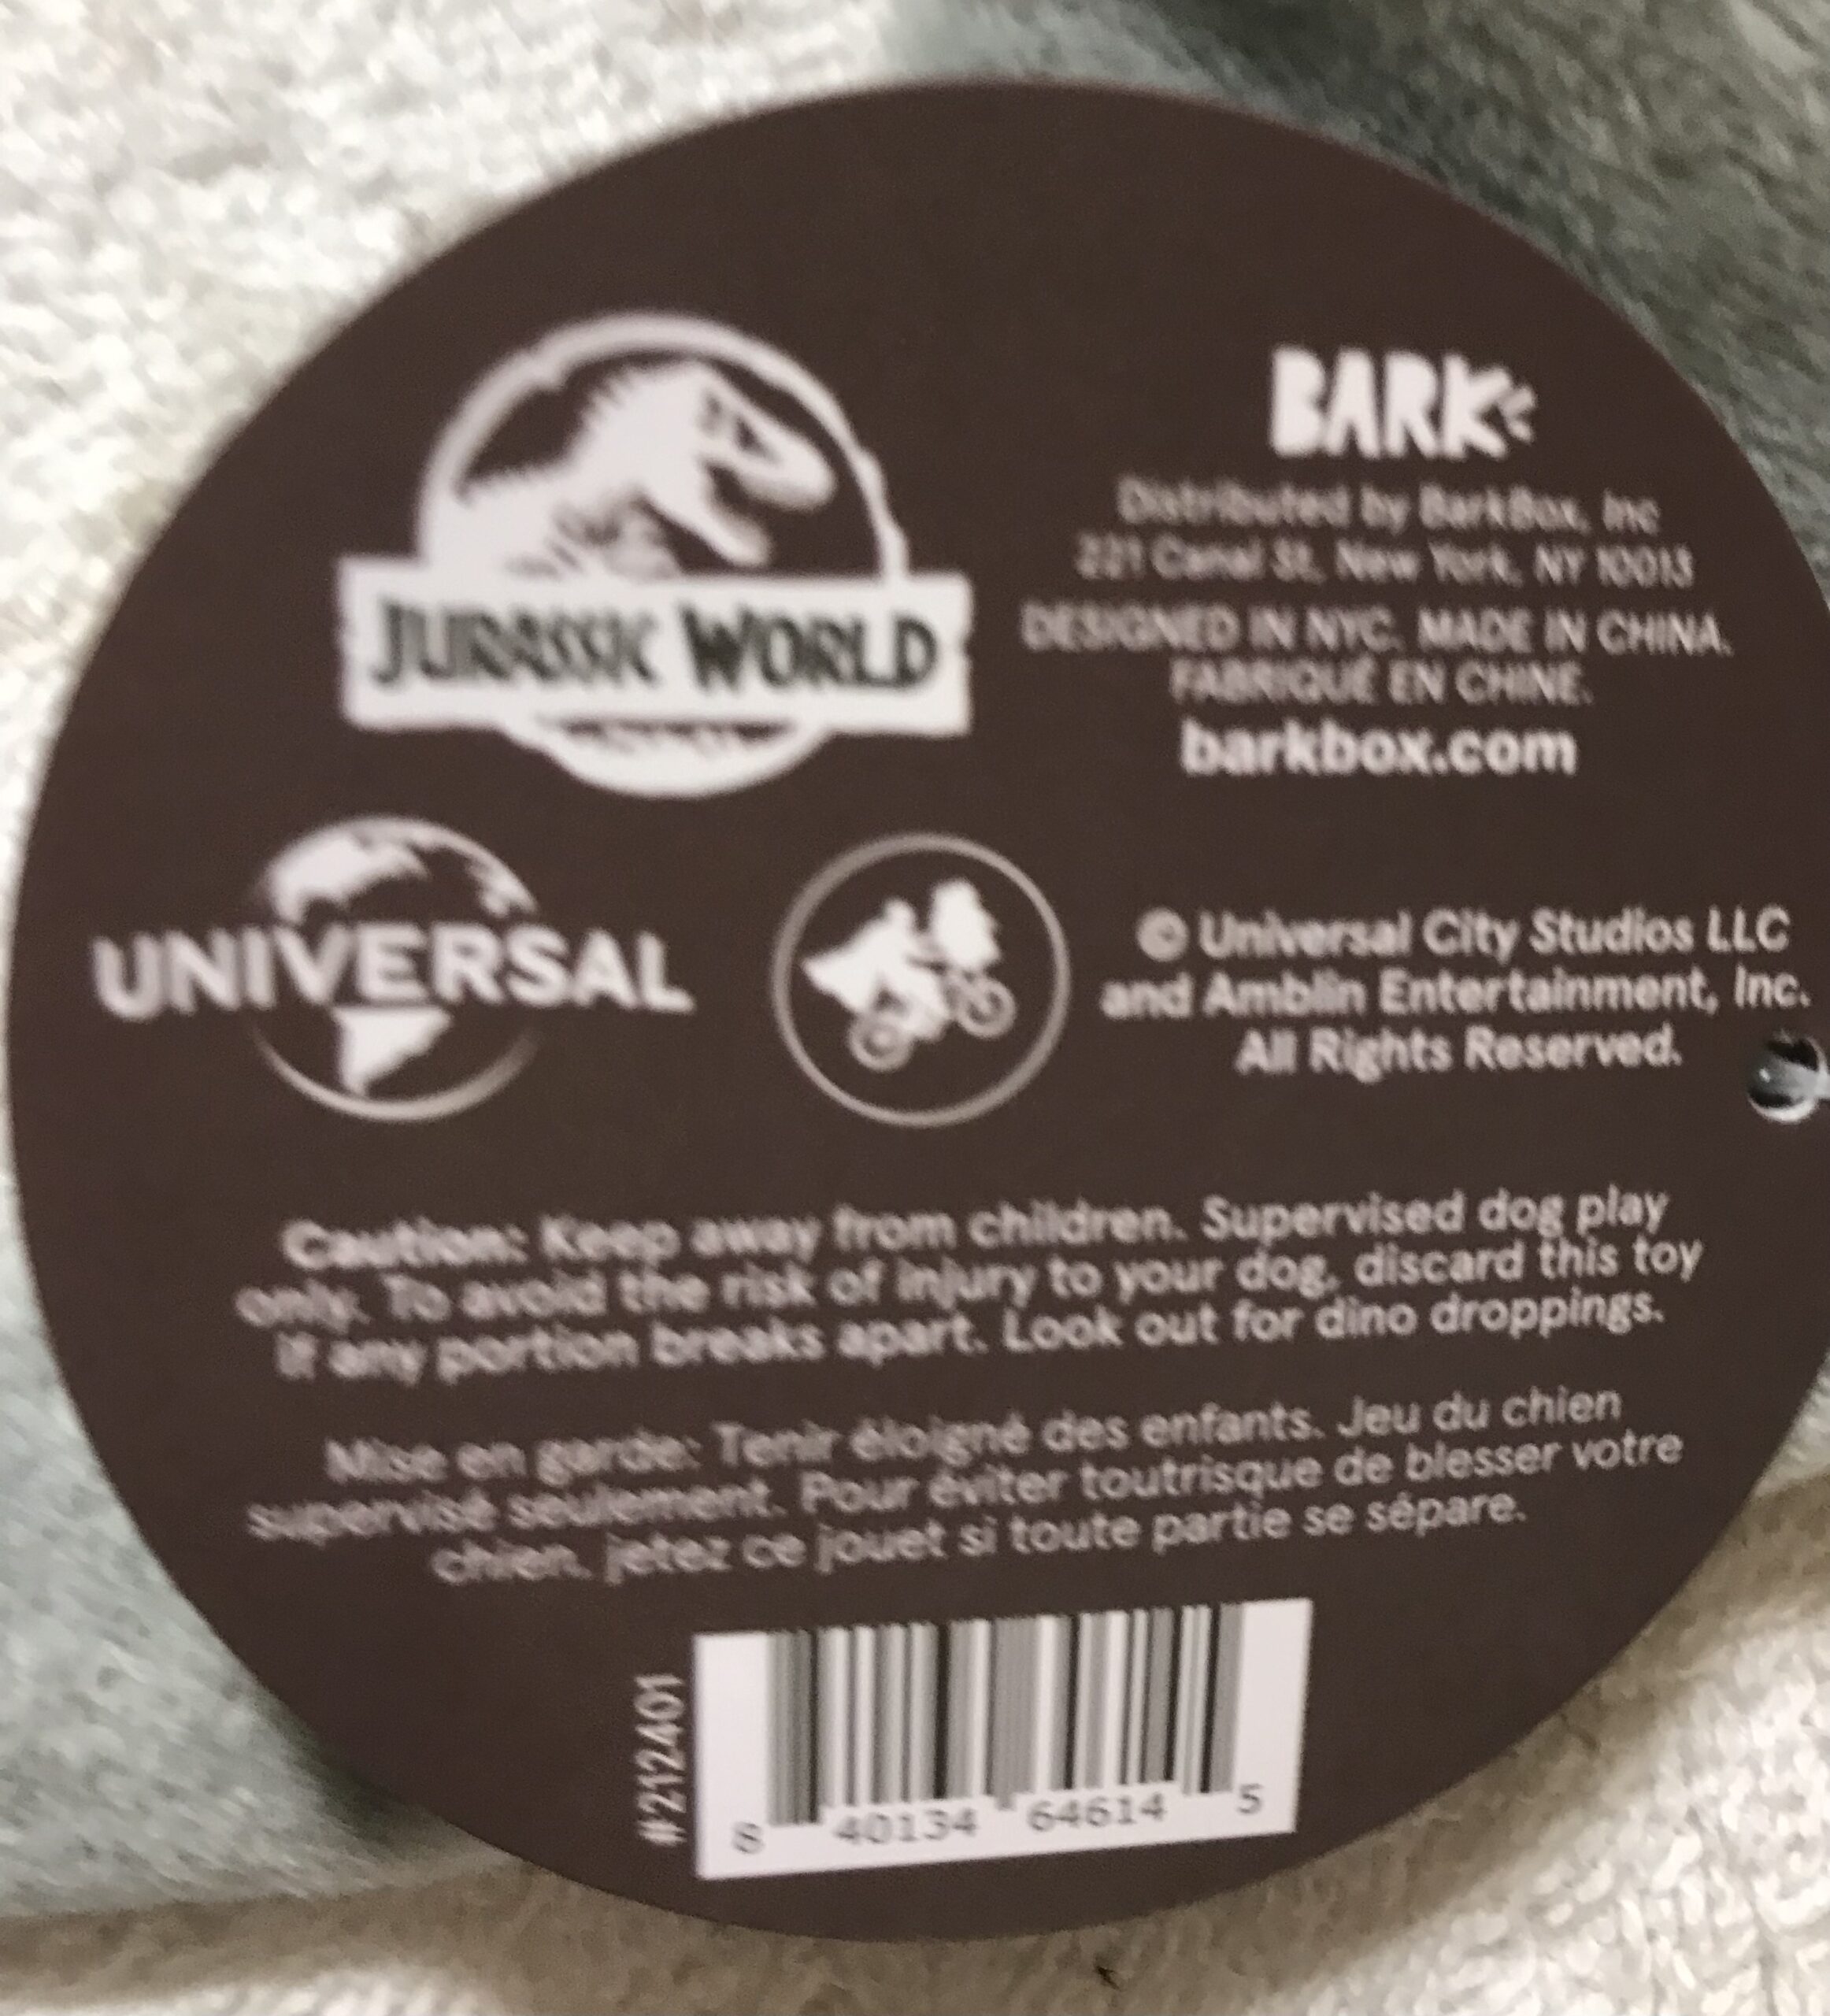 JURASSIC WORLD
BARK
Distributed by BarkBox, Inc
221 Canal St, New York, NY 10013
DESIGNED IN NYC. MADE IN CHINA.
FABRIQUÉ EN CHINE.
barkbox.com
UNIVERSAL
© Universal City Studios LLC
and Amblin Entertainment, Inc.
All Rights Reserved.
Caution: Keep away from children. Supervised dog play
only. To avoid the risk of injury to your dog, discard this toy
if any portion breaks apart. Look out for dino droppings.
Mise en garde: Tenir éloigné des enfants. Jeu du chien
supervisé seulement. Pour éviter toutrisque de blesser votre
chien, jetez ce jouet si toute partie se sépare.
#212401
8 40134 64614 5